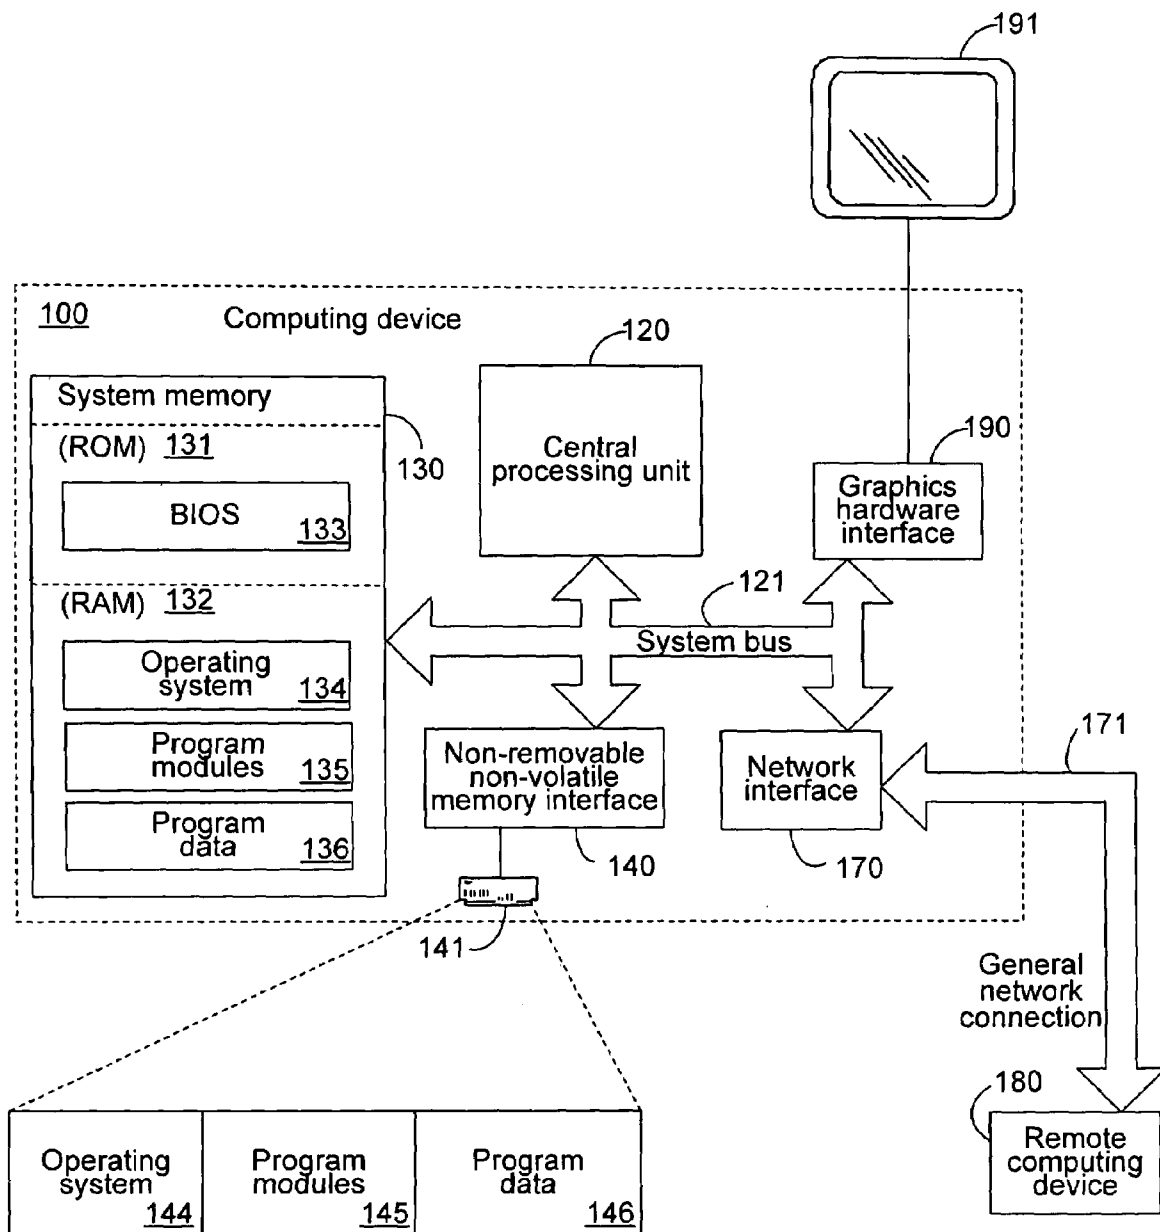 191
100 Computing device
120
System memory
190
(ROM) 131
130
Central
processing unit
Graphics
hardware
interface
BIOS 133
121
(RAM) 132
System bus
Operating
system 134
171
Program
modules 135
Non-removable
non-volatile
memory interface
Network
interface
Program
data 136
140
170
141
General
network
connection
180
Remote
computing
device
Operating
system 144
Program
modules 145
Program
data 146